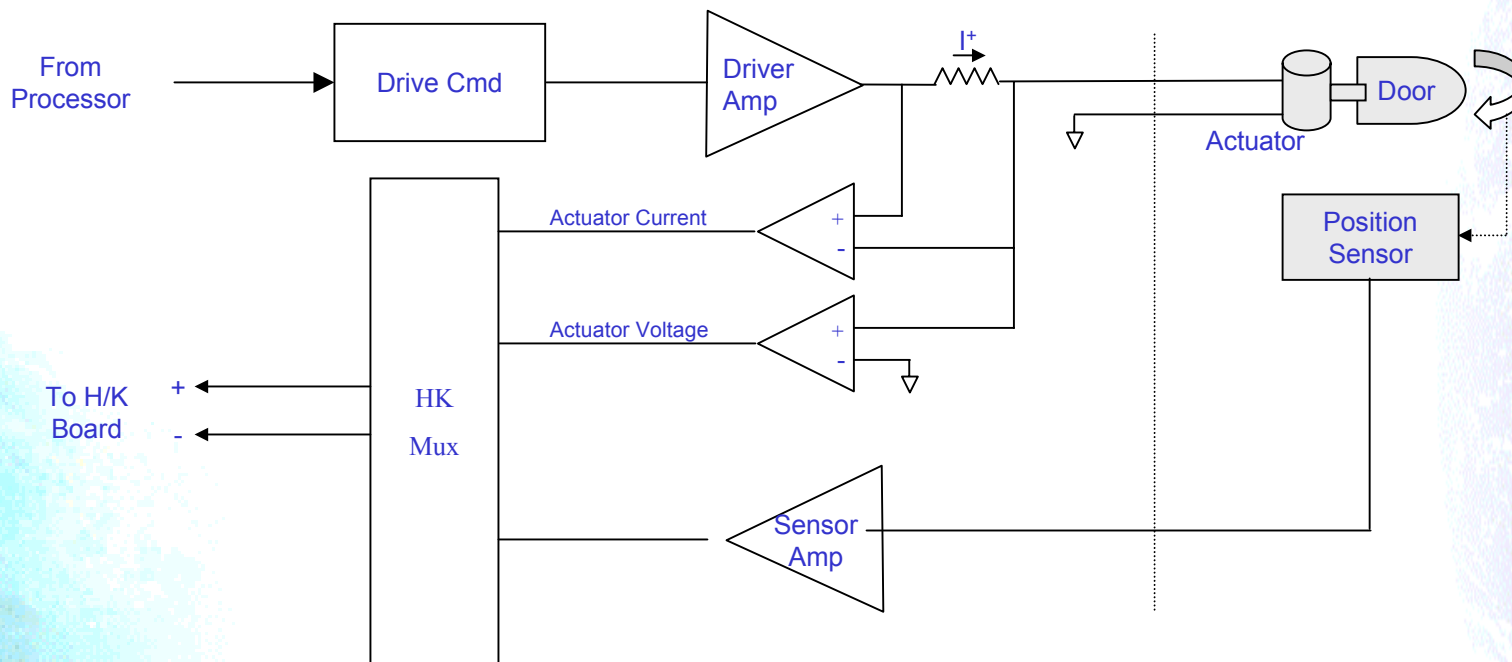 From
Processor
Drive Cmd
Driver
Amp
I+
Door
Actuator
Actuator Current
+
-
Position
Sensor
Actuator Voltage
+
-
To H/K
Board
+
-
HK
Mux
Sensor
Amp